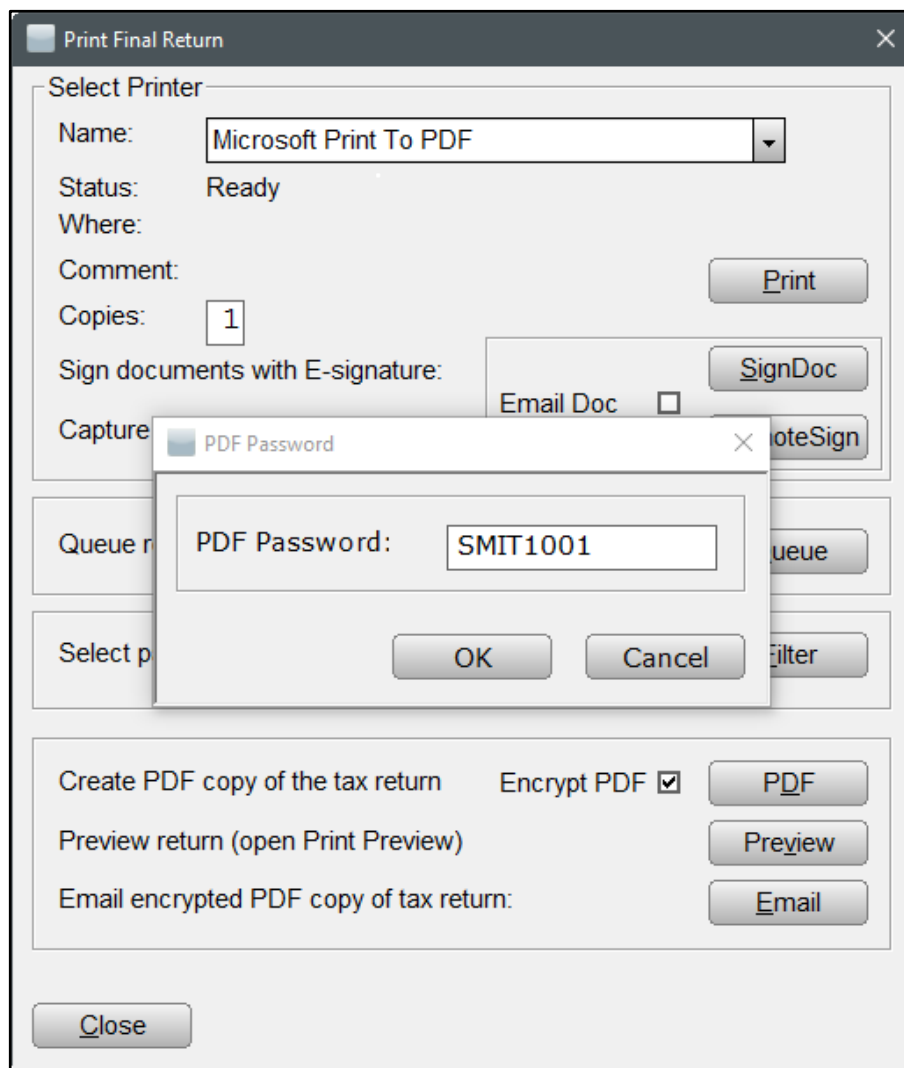 Print Final Return
Select Printer
Name: Microsoft Print To PDF
Status: Ready
Where:
Comment:
Print
Copies: 1
Sign documents with E-signature: SignDoc
Email Doc
Capture
PDF Password
PDF Password: SMIT1001
OK Cancel
Queue
Select
Create PDF copy of the tax return Encrypt PDF PDF
Preview return (open Print Preview) Preview
Email encrypted PDF copy of tax return: Email
Close